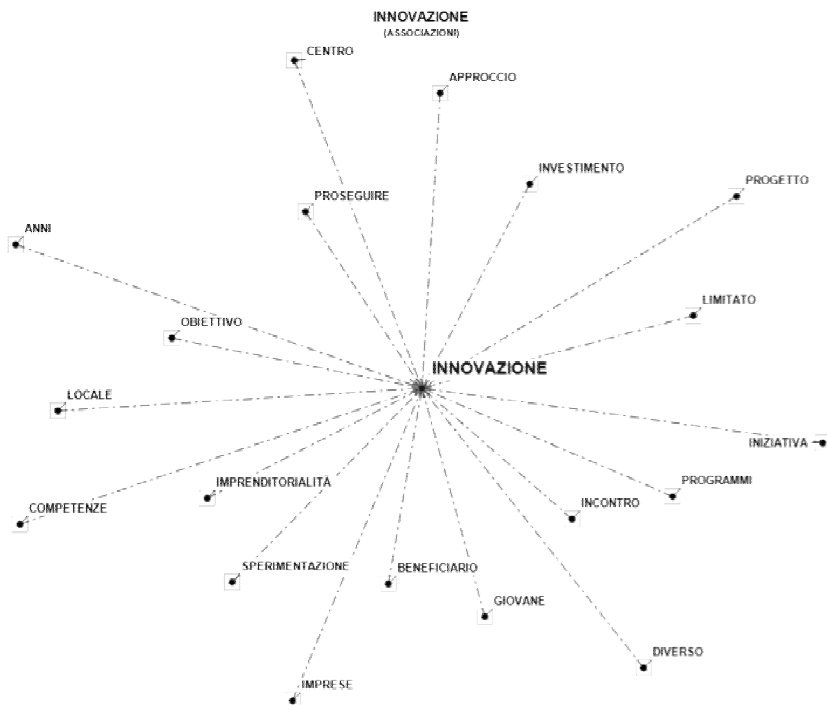 INNOVAZIONE
(ASSOCIAZIONI)
CENTRO
APPROCCIO
INVESTIMENTO
PROGETTO
PROSEGUIRE
ANNI
LIMITATO
OBIETTIVO
INNOVAZIONE
LOCALE
INIZIATIVA
IMPRENDITORIALITÀ
PROGRAMMI
COMPETENZE
INCONTRO
SPERIMENTAZIONE
BENEFICIARIO
GIOVANE
DIVERSO
IMPRESE